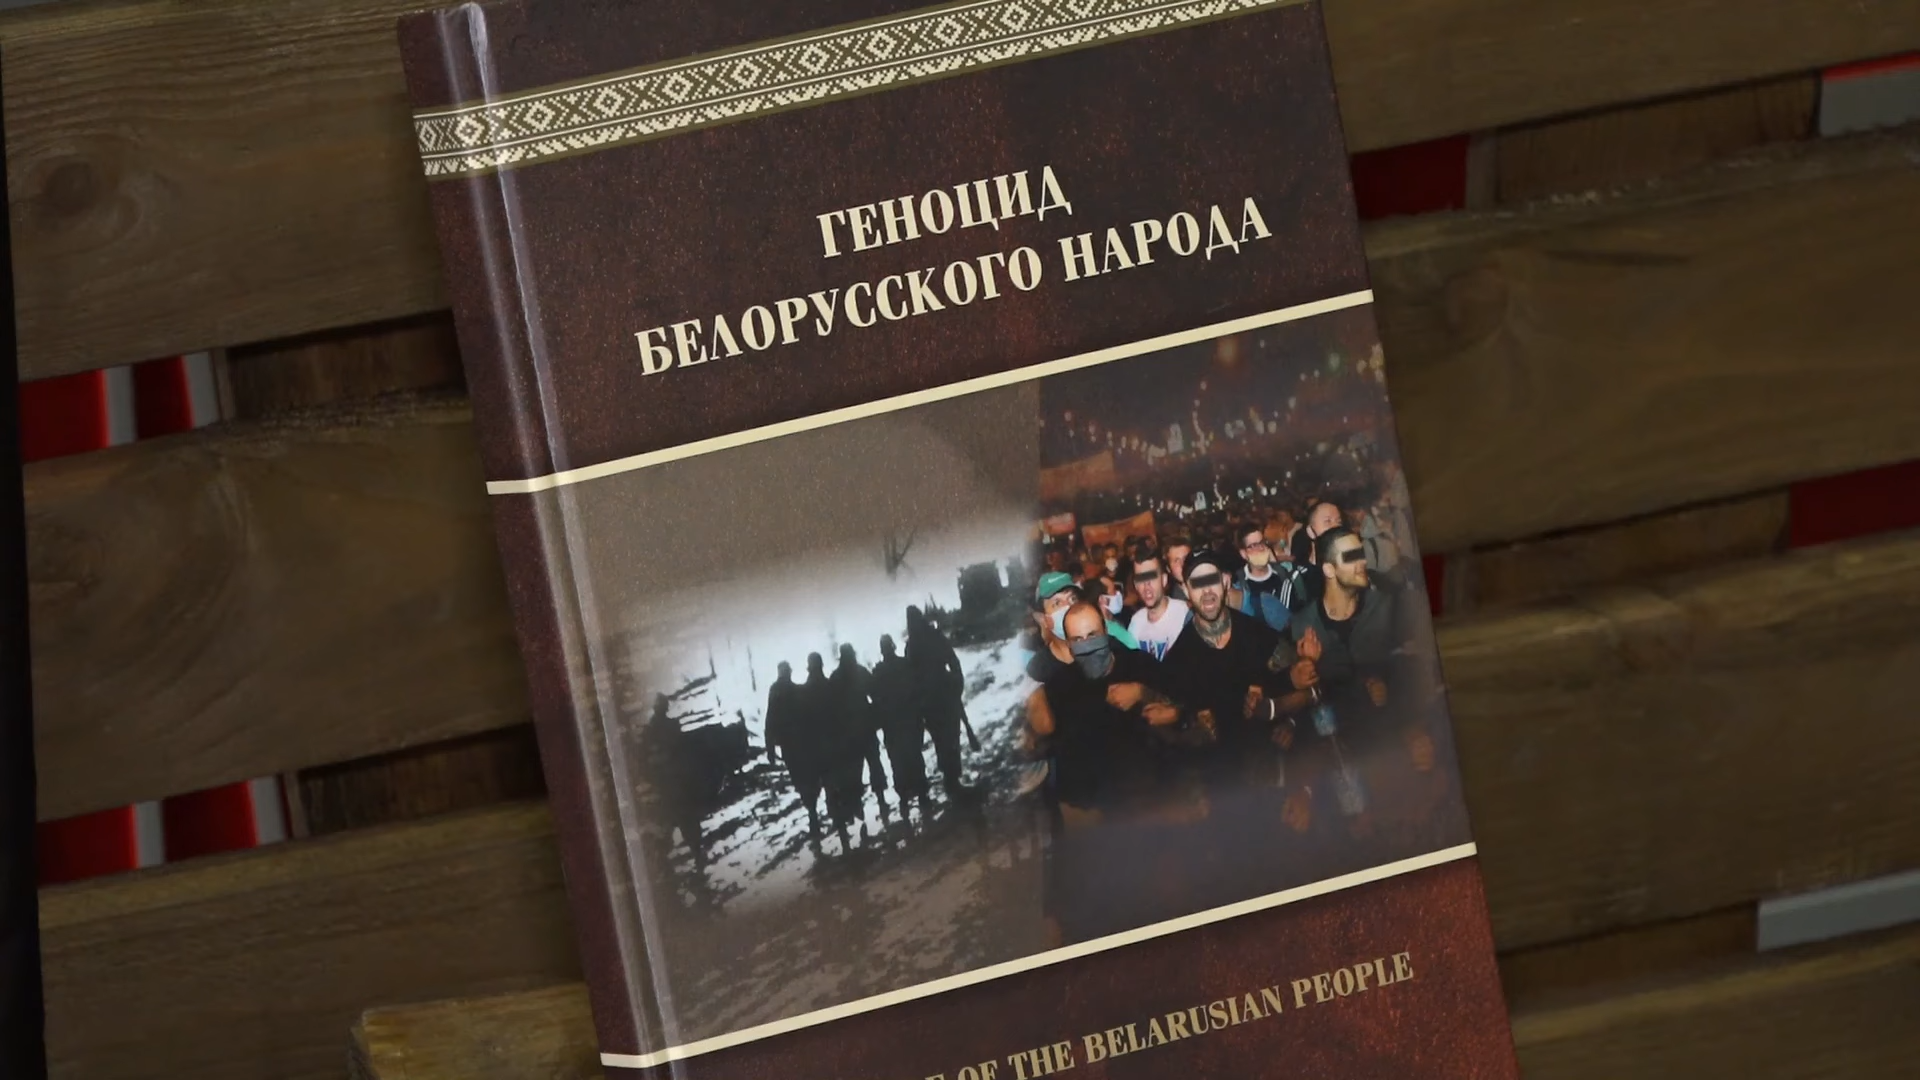 ГЕНОЦИД
БЕЛОРУССКОГО НАРОДА
OF THE BELARUSIAN PEOPLE